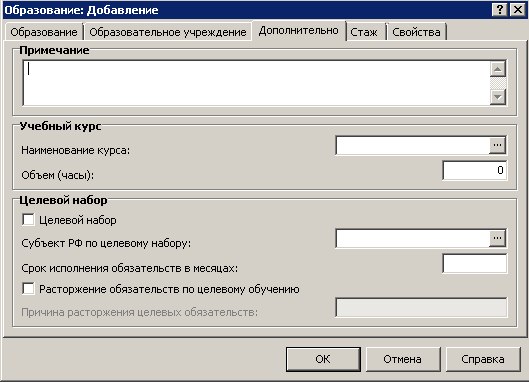 Образование: Добавление
Образование Образовательное учреждение Дополнительно Стаж Свойства
Примечание
Учебный курс
Наименование курса: ...
Объем (часы): 0
Целевой набор
Целевой набор
Субъект РФ по целевому набору: ...
Срок исполнения обязательств в месяцах:
Расторжение обязательств по целевому обучению
Причина расторжения целевых обязательств:
ОК Отмена Справка